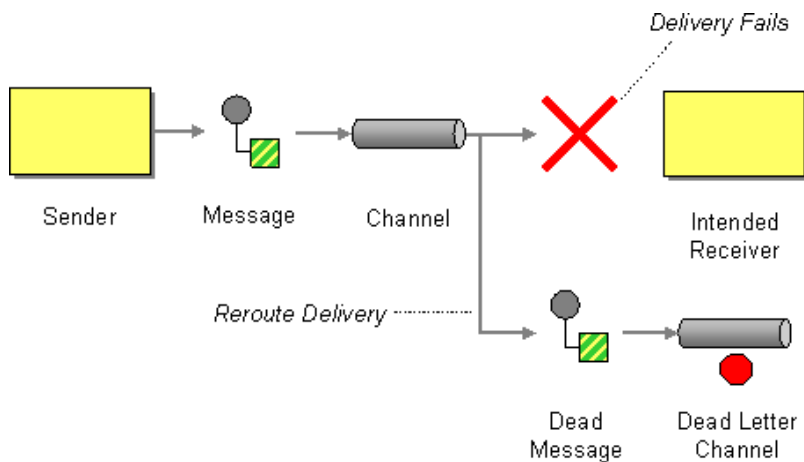 Delivery Fails
Sender
Message
Channel
Intended
Receiver
Reroute Delivery
Dead
Message
Dead Letter
Channel